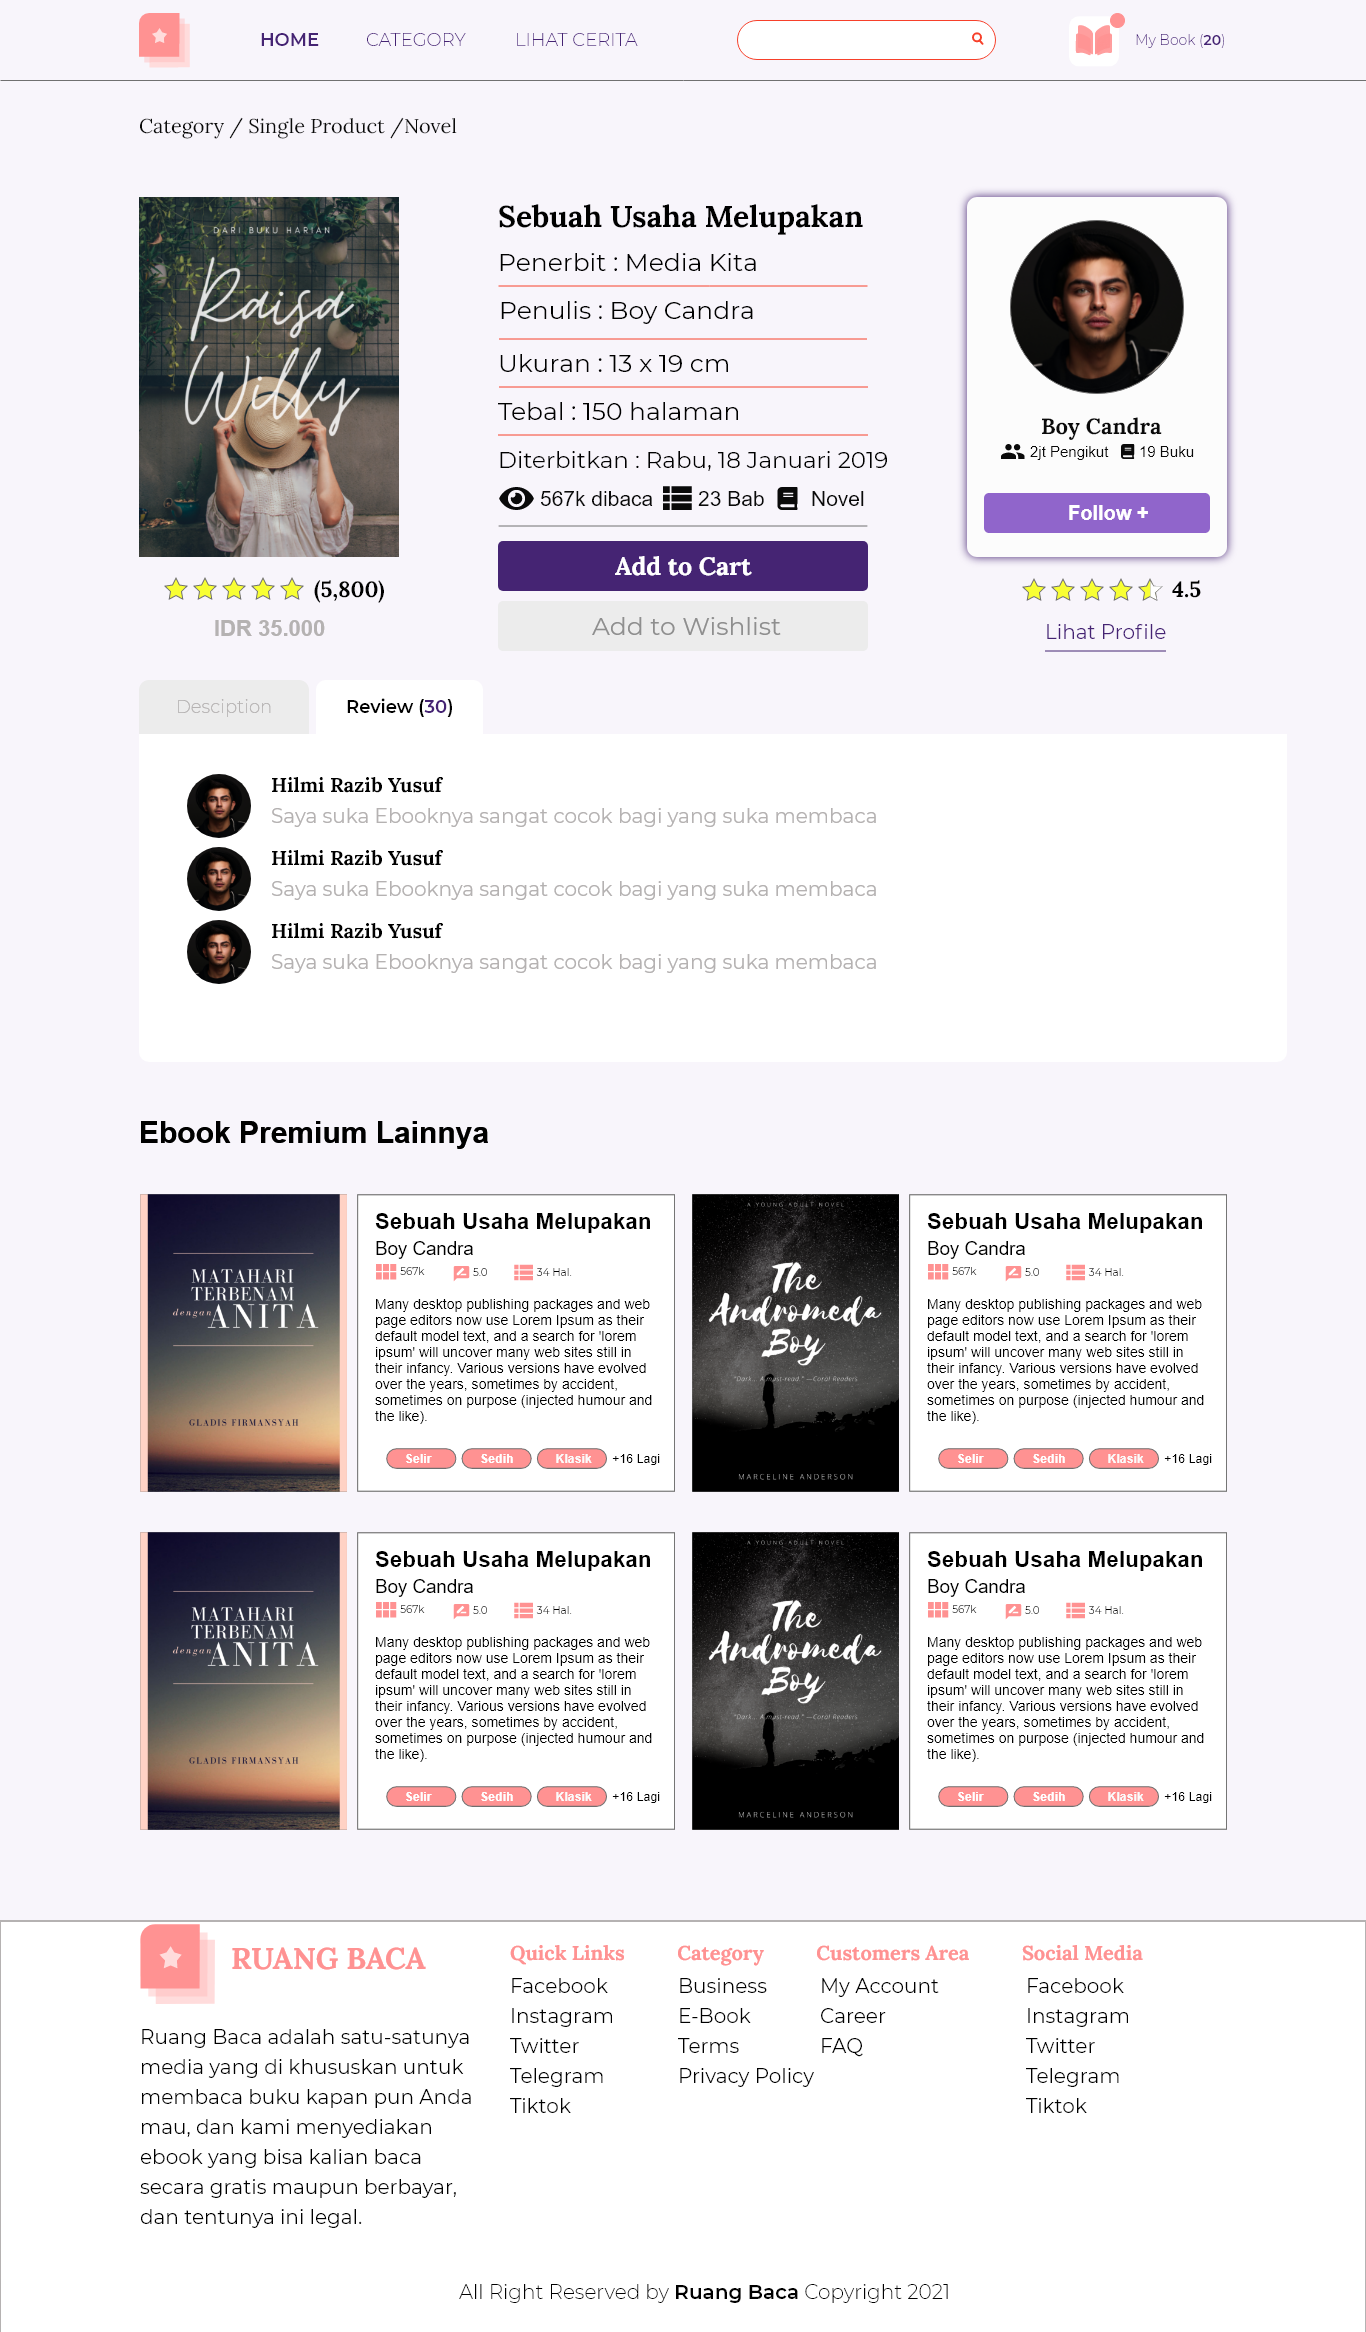 HOME
CATEGORY
LIHAT CERITA
My Book (20)
Category / Single Product /Novel
DARI BUKU HARIAN
Raisa
Willy
(5,800)
IDR 35.000
Sebuah Usaha Melupakan
Penerbit : Media Kita
Penulis : Boy Candra
Ukuran : 13 x 19 cm
Tebal : 150 halaman
Diterbitkan : Rabu, 18 Januari 2019
567k dibaca 23 Bab Novel
Add to Cart
Add to Wishlist
Boy Candra
2jt Pengikut 19 Buku
Follow +
4.5
Lihat Profile
Desciption
Review (30)
Hilmi Razib Yusuf
Saya suka Ebooknya sangat cocok bagi yang suka membaca
Hilmi Razib Yusuf
Saya suka Ebooknya sangat cocok bagi yang suka membaca
Hilmi Razib Yusuf
Saya suka Ebooknya sangat cocok bagi yang suka membaca
Ebook Premium Lainnya
MATAHARI
TERBENAM
dengan ANITA
GLADIS FIRMANSYAH
Sebuah Usaha Melupakan
Boy Candra
567k 5.0 34 Hal.
Many desktop publishing packages and web
page editors now use Lorem Ipsum as their
default model text, and a search for 'lorem
ipsum' will uncover many web sites still in
their infancy. Various versions have evolved
over the years, sometimes by accident,
sometimes on purpose (injected humour and
the like).
Selir Sedih Klasik +16 Lagi
A YOUNG ADULT NOVEL
The
Andromeda
Boy
"Dark... A must-read." —Coral Readers
MARCELINE ANDERSON
Sebuah Usaha Melupakan
Boy Candra
567k 5.0 34 Hal.
Many desktop publishing packages and web
page editors now use Lorem Ipsum as their
default model text, and a search for 'lorem
ipsum' will uncover many web sites still in
their infancy. Various versions have evolved
over the years, sometimes by accident,
sometimes on purpose (injected humour and
the like).
Selir Sedih Klasik +16 Lagi
MATAHARI
TERBENAM
dengan ANITA
GLADIS FIRMANSYAH
Sebuah Usaha Melupakan
Boy Candra
567k 5.0 34 Hal.
Many desktop publishing packages and web
page editors now use Lorem Ipsum as their
default model text, and a search for 'lorem
ipsum' will uncover many web sites still in
their infancy. Various versions have evolved
over the years, sometimes by accident,
sometimes on purpose (injected humour and
the like).
Selir Sedih Klasik +16 Lagi
A YOUNG ADULT NOVEL
The
Andromeda
Boy
"Dark... A must-read." —Coral Readers
MARCELINE ANDERSON
Sebuah Usaha Melupakan
Boy Candra
567k 5.0 34 Hal.
Many desktop publishing packages and web
page editors now use Lorem Ipsum as their
default model text, and a search for 'lorem
ipsum' will uncover many web sites still in
their infancy. Various versions have evolved
over the years, sometimes by accident,
sometimes on purpose (injected humour and
the like).
Selir Sedih Klasik +16 Lagi
RUANG BACA
Ruang Baca adalah satu-satunya
media yang di khususkan untuk
membaca buku kapan pun Anda
mau, dan kami menyediakan
ebook yang bisa kalian baca
secara gratis maupun berbayar,
dan tentunya ini legal.
Quick Links
Facebook
Instagram
Twitter
Telegram
Tiktok
Category
Business
E-Book
Terms
Privacy Policy
Customers Area
My Account
Career
FAQ
Social Media
Facebook
Instagram
Twitter
Telegram
Tiktok
All Right Reserved by Ruang Baca Copyright 2021